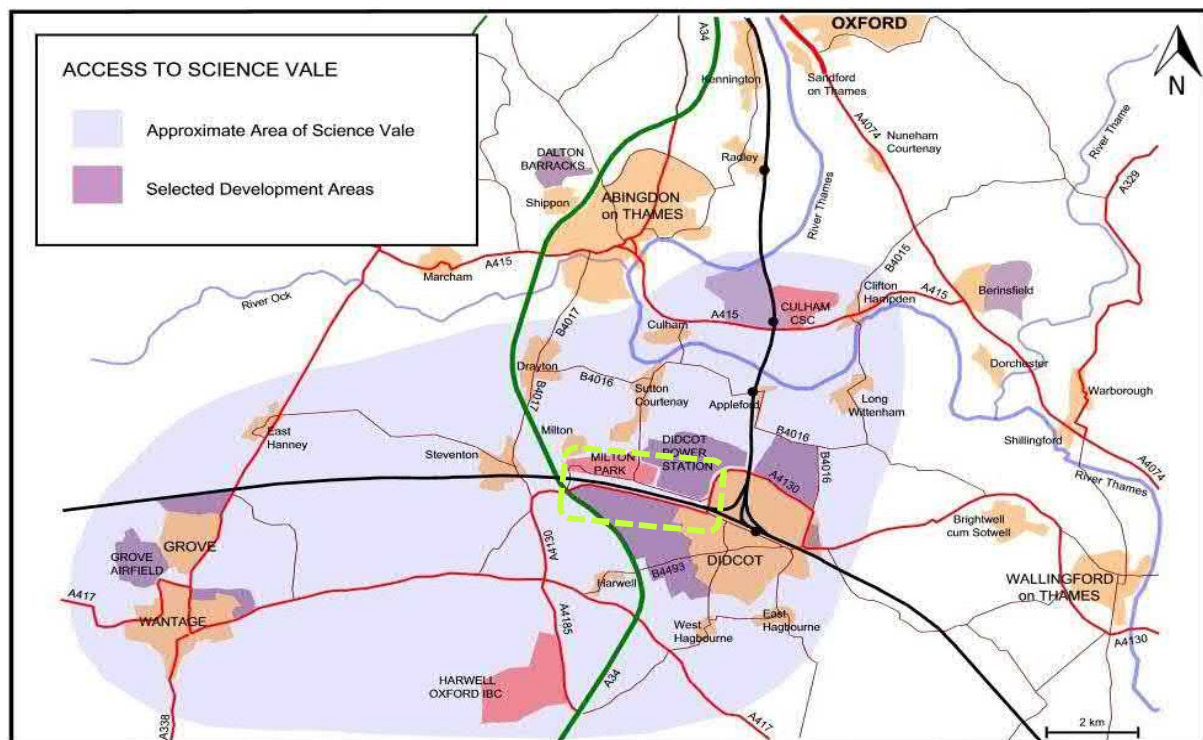 ACCESS TO SCIENCE VALE
Approximate Area of Science Vale
Selected Development Areas
OXFORD
N
A34
Kennington
Sandford
on Thames
A4074
Nuneham
Courtenay
River Thame
A329
DALTON
BARRACKS
Radley
Shippon
ABINGDON
on THAMES
River Thames
Marcham
A415
River Ock
B4015
CULHAM
CSC
Clifton
Hampden
A415
Berinsfield
A415
Culham
B4017
Drayton
B4016
B4017
Sutton
Courtenay
Appleford
Long
Wittenham
Dorchester
Warborough
East
Hanney
Milton
Steventon
MILTON
PARK
DIDCOT
POWER
STATION
B4016
B4016
A4130
Shillingford
A4074
River Thames
GROVE
GROVE
AIRFIELD
A4130
Harwell
B4493
DIDCOT
Brightwell
cum Sotwell
WALLINGFORD
on THAMES
A417
WANTAGE
A4185
West
Hagbourne
East
Hagbourne
A4130
HARWELL
OXFORD IBC
A34
A417
A338
2 km